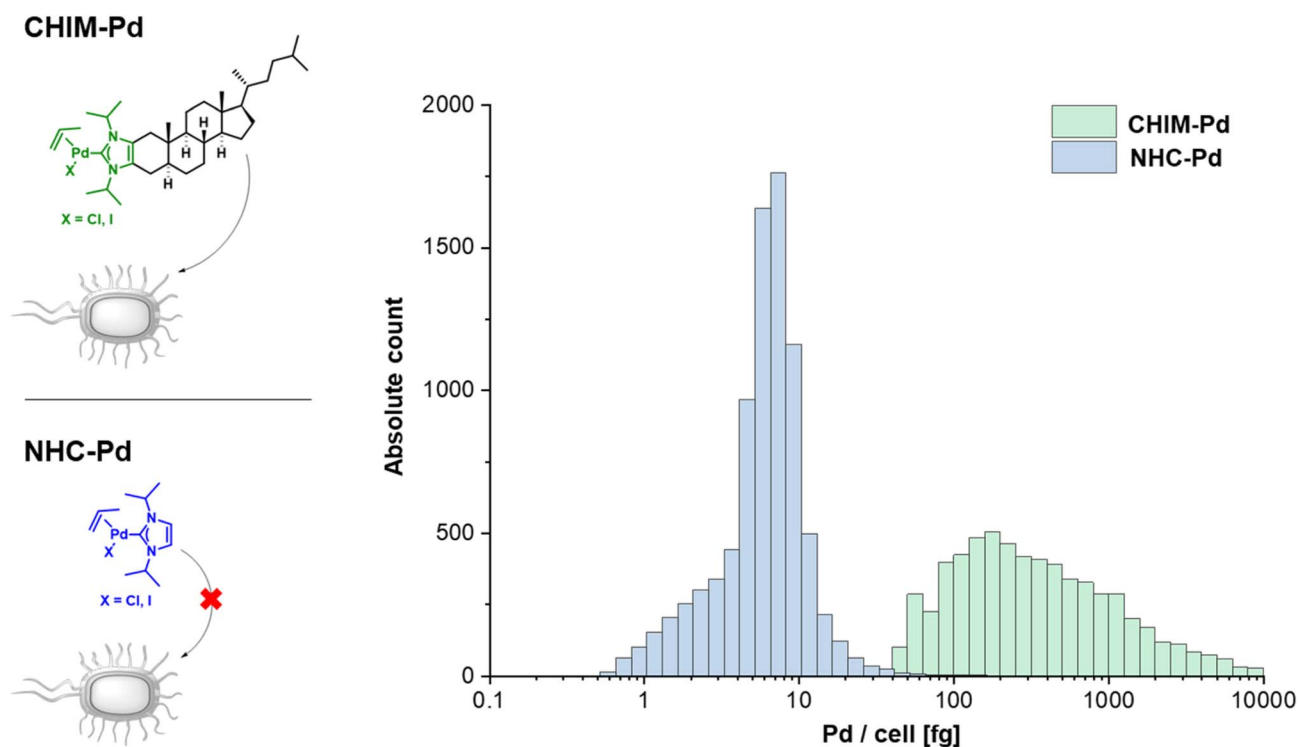 CHIM-Pd
N
Pd
X
N
H
H
H
H
X = Cl, I
NHC-Pd
N
Pd
X
N
X = Cl, I
CHIM-Pd
NHC-Pd
Absolute count
2000
1500
1000
500
0
0.1 1 10 100 1000 10000
Pd / cell [fg]